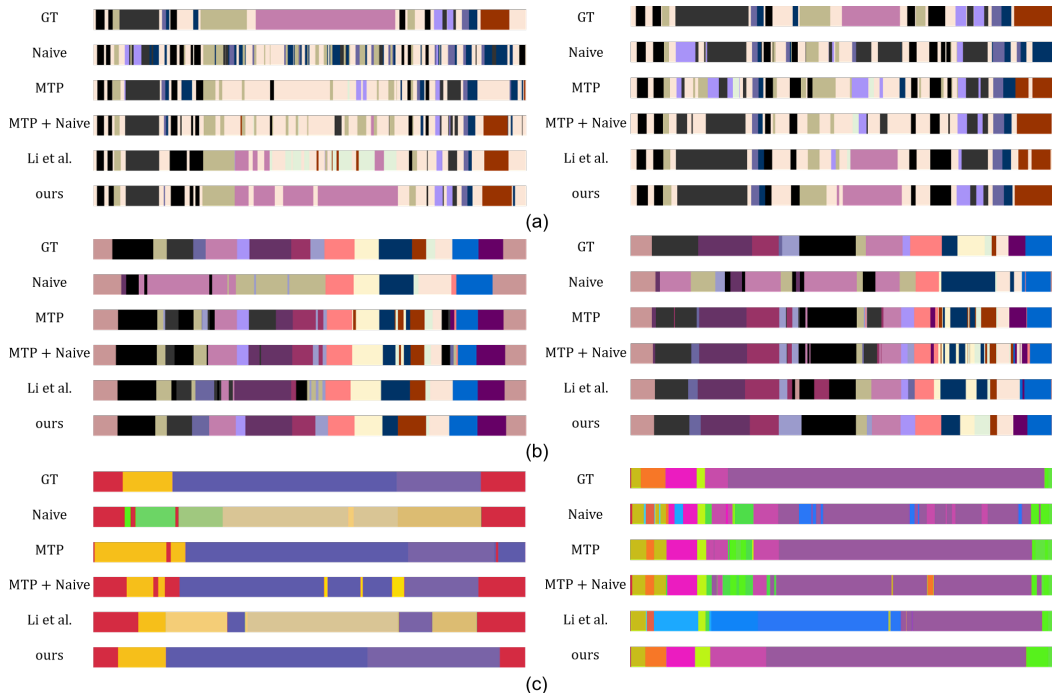 GT
Naive
MTP
MTP + Naive
Li et al.
ours
GT
Naive
MTP
MTP + Naive
Li et al.
ours
(a)
GT
Naive
MTP
MTP + Naive
Li et al.
ours
GT
Naive
MTP
MTP + Naive
Li et al.
ours
(b)
GT
Naive
MTP
MTP + Naive
Li et al.
ours
GT
Naive
MTP
MTP + Naive
Li et al.
ours
(c)